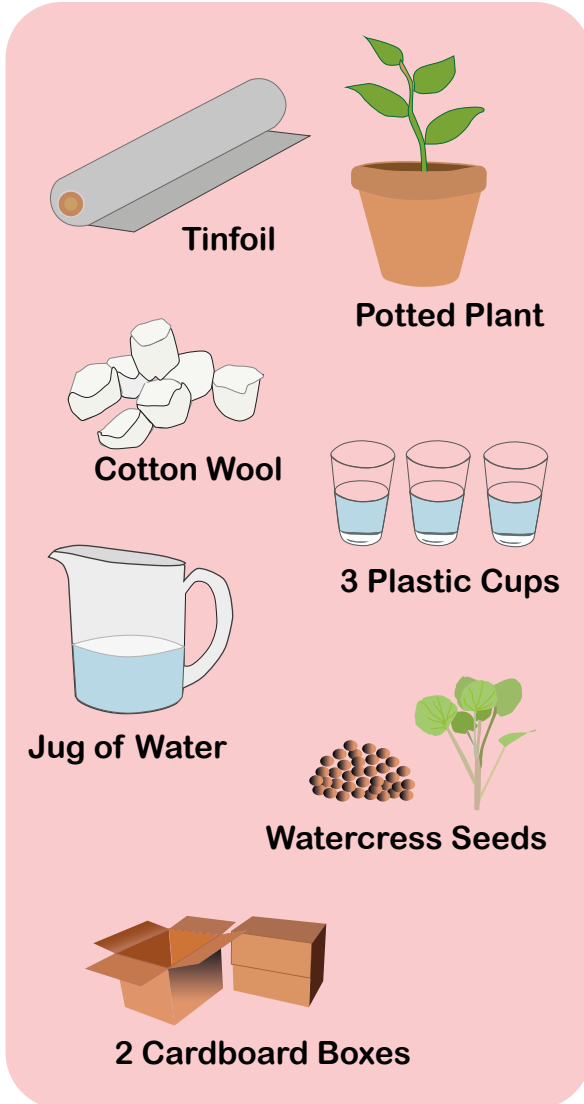 Tinfoil
Potted Plant
Cotton Wool
3 Plastic Cups
Jug of Water
Watercress Seeds
2 Cardboard Boxes